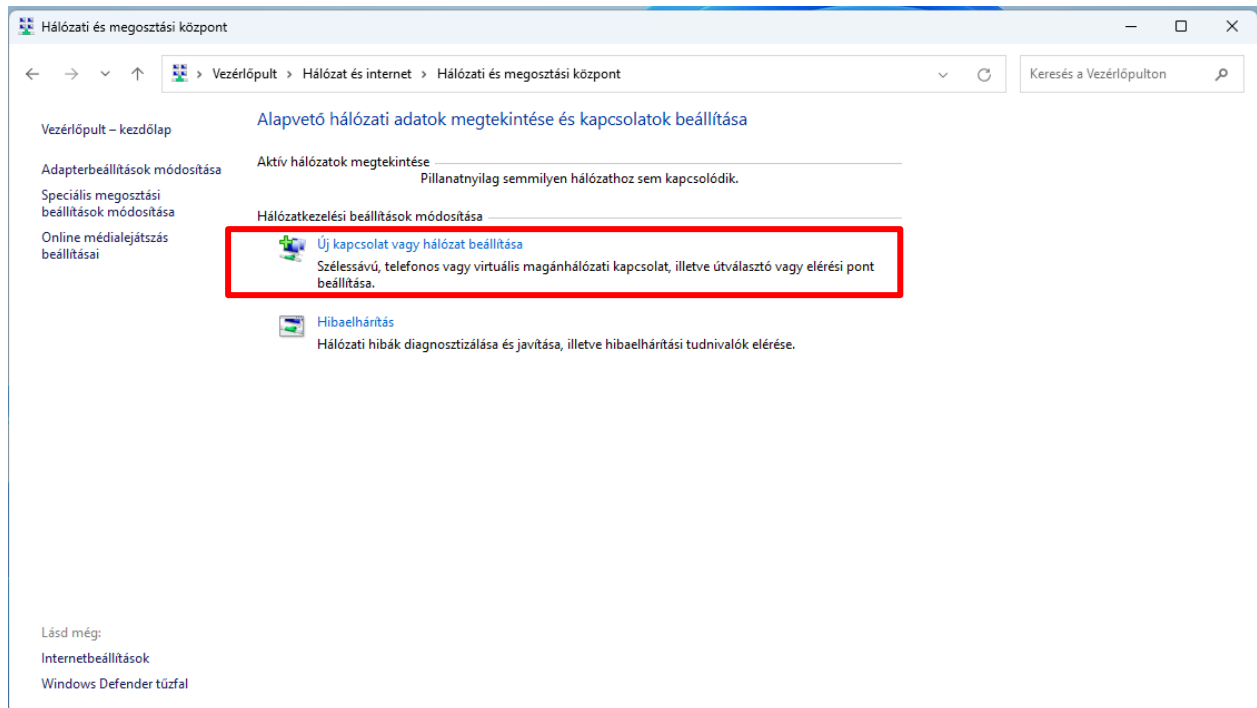 Hálózati és megosztási központ
Vezérlőpult › Hálózat és internet › Hálózati és megosztási központ
Keresés a Vezérlőpulton
Vezérlőpult – kezdőlap
Adapterbeállítások módosítása
Speciális megosztási
beállítások módosítása
Online médialejátszás
beállításai
Alapvető hálózati adatok megtekintése és kapcsolatok beállítása
Aktív hálózatok megtekintése
Pillanatnyilag semmilyen hálózathoz sem kapcsolódik.
Hálózatkezelési beállítások módosítása
Új kapcsolat vagy hálózat beállítása
Szélessávú, telefonos vagy virtuális magánhálózati kapcsolat, illetve útválasztó vagy elérési pont
beállítása.
Hibaelhárítás
Hálózati hibák diagnosztizálása és javítása, illetve hibaelhárítási tudnivalók elérése.
Lásd még:
Internetbeállítások
Windows Defender tűzfal